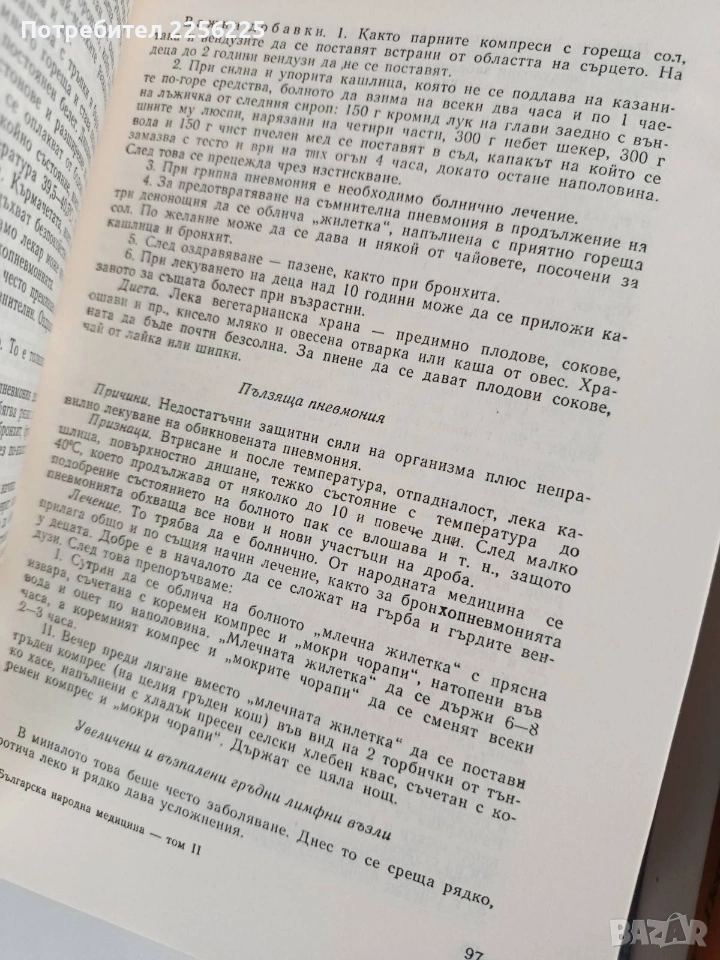 Потребител 2256225
Важни добавки. 1. Както парните компреси с гореща сол,
така и вендузите да се поставят встрани от областта на сърцето. На
деца до 2 години вендузи да не се поставят.
2. При силна и упорита кашлица, която не се поддава на казани-
те по-горе средства, болното да взима на всеки два часа и по 1 чае-
на лъжичка от следния сироп: 150 г кромид лук на глави заедно с вън-
шните му люспи, нарязани на четири части, 300 г небет шекер, 300 г
вода и 150 г чист пчелен мед се поставят в съд, капакът на който се
замазва с тесто и ври на тих огън 4 часа, докато остане наполовина.
След това се прецежда чрез изстискване.
3. При грипна пневмония е необходимо болнично лечение.
4. За предотвратяване на съмнителна пневмония в продължение на
три денонощия да се облича „жилетка“, напълнена с приятно гореща
сол. По желание може да се дава и някой от чайовете, посочени за
кашлица и бронхит.
5. След оздравяване — пазене, както при бронхита.
6. При лекуването на деца над 10 години може да се приложи ка-
заното за същата болест при възрастни.
Диета. Лека вегетарианска храна — предимно плодове, сокове,
ошави и пр., кисело мляко и овесена отварка или каша от овес. Хра-
ната да бъде почти безсолна. За пиене да се дават плодови сокове,
чай от лайка или шипки.
Пълзяща пневмония
Причини. Недостатъчни защитни сили на организма плюс непра-
вилно лекуване на обикновената пневмония.
Признаци. Втрисане и после температура, отпадналост, лека ка-
шлица, повърхностно дишане, тежко състояние с температура до
40°С, което продължава от няколко до 10 и повече дни. След малко
подобрение състоянието на болното пак се влошава и т. н., защото
пневмонията обхваща все нови и нови участъци на дроба.
Лечение. То трябва да е болнично. От народната медицина се
прилага общо и по същия начин лечение, както за бронхопневмонията
у децата. Добре е в началото да се сложат на гърба и гърдите вен-
дузи. След това препоръчваме:
I. Сутрин да се облича на болното „млечна жилетка“ с прясна
извара, съчетана с коремен компрес и „мокри чорапи“, натопени във
вода и оцет по наполовина. „Млечната жилетка“ да се държи 6—8
часа, а коремният компрес и „мокрите чорапи“ да се сменят всеки
2—3 часа.
II. Вечер преди лягане вместо „млечната жилетка“ да се постави
гръден компрес (на целия гръден кош) във вид на 2 торбички от тън-
ко хасе, напълнени с хладък пресен селски хлебен квас, съчетан с ко-
ремен компрес и „мокри чорапи“. Държат се цяла нощ.
Увеличени и възпалени гръдни лимфни възли
В миналото това беше често заболяване. Днес то се среща рядко,
протича леко и рядко дава усложнения.
Българска народна медицина — том II
97
BAZAR